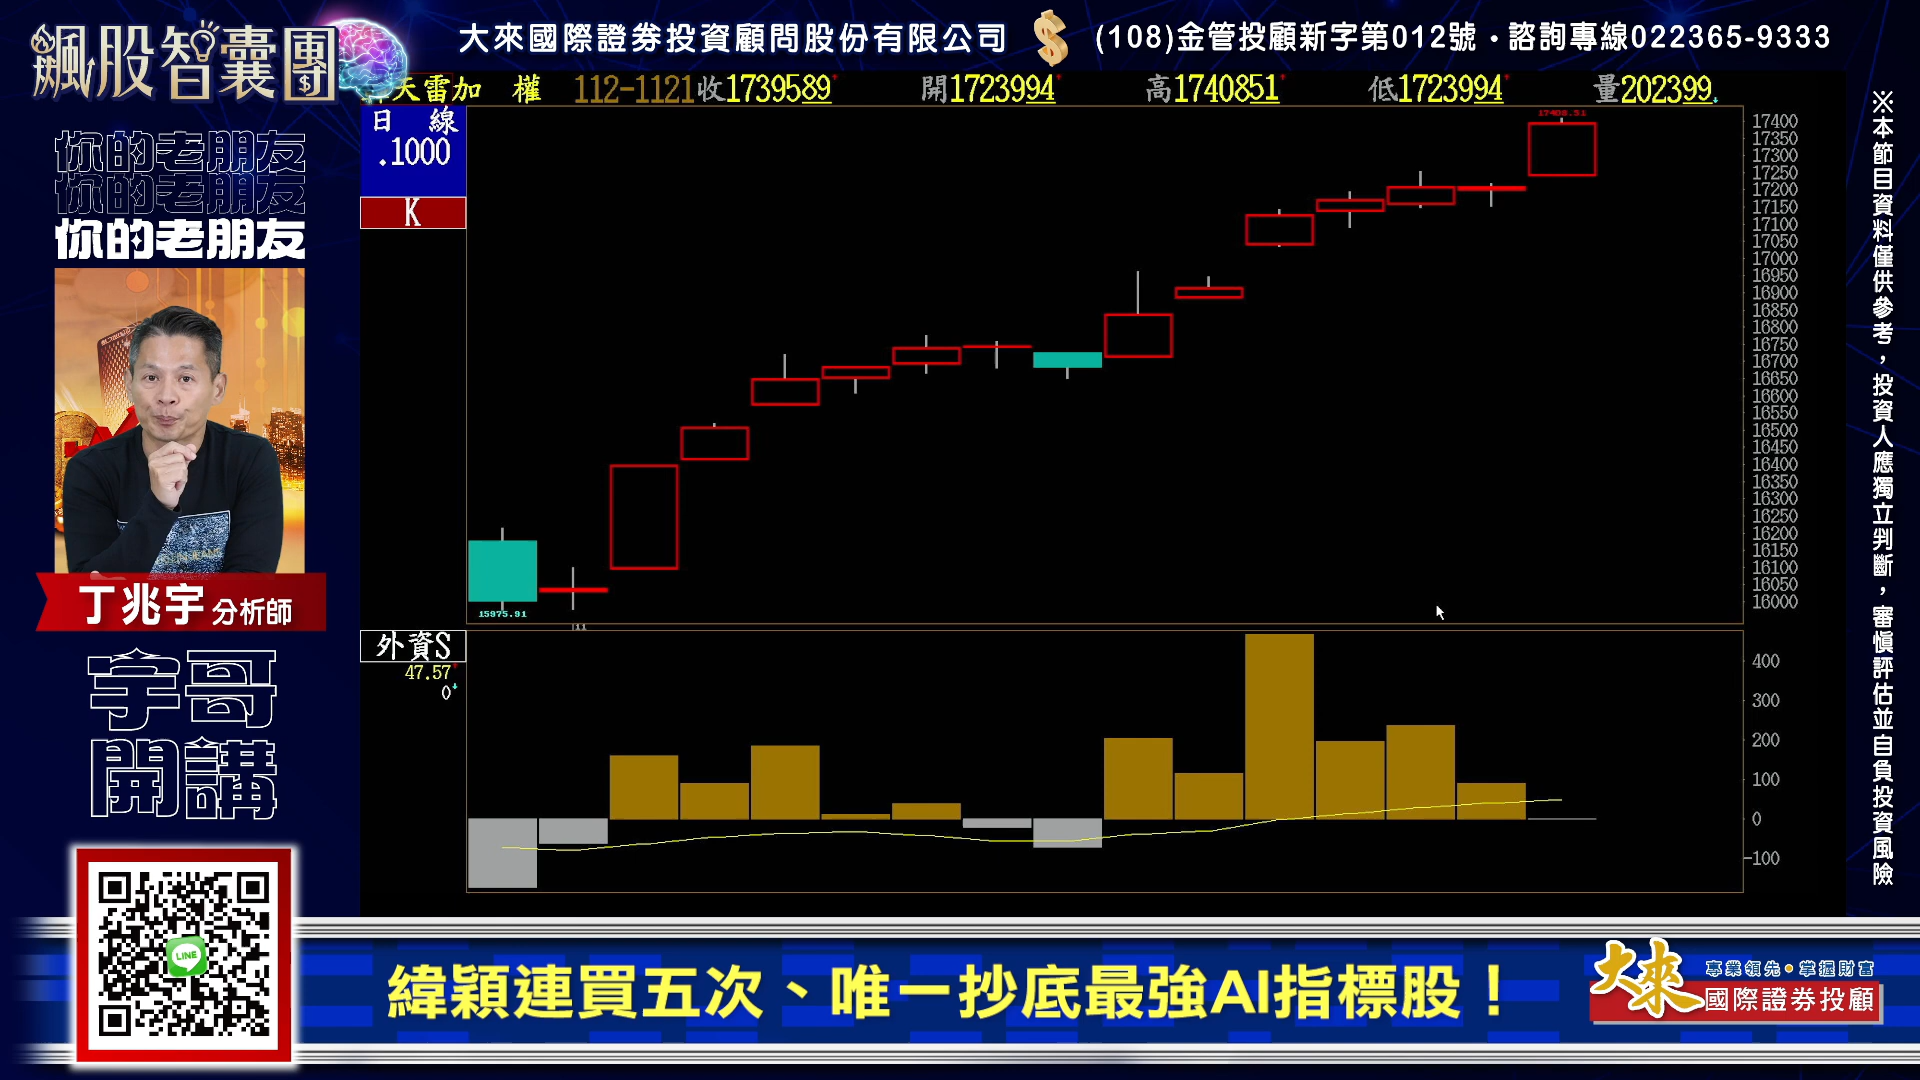 飆股智囊團
大來國際證券投資顧問股份有限公司
(108)金管投顧新字第012號・諮詢專線022365-9333
天雷加 權 112-1121收1739589 開1723994 高1740851 低1723994 量202399
日 線
.1000
K
17408.51
17400
17350
17300
17250
17200
17150
17100
17050
17000
16950
16900
16850
16800
16750
16700
16650
16600
16550
16500
16450
16400
16350
16300
16250
16200
16150
16100
16050
16000
15975.91
11
外資S
47.57
0
400
300
200
100
0
-100
你的老朋友
你的老朋友
你的老朋友
丁兆宇 分析師
宇哥
開講
LINE
※本節目資料僅供參考，投資人應獨立判斷，審慎評估並自負投資風險
緯穎連買五次、唯一抄底最強AI指標股！
大來
專業領先・掌握財富
國際證券投顧